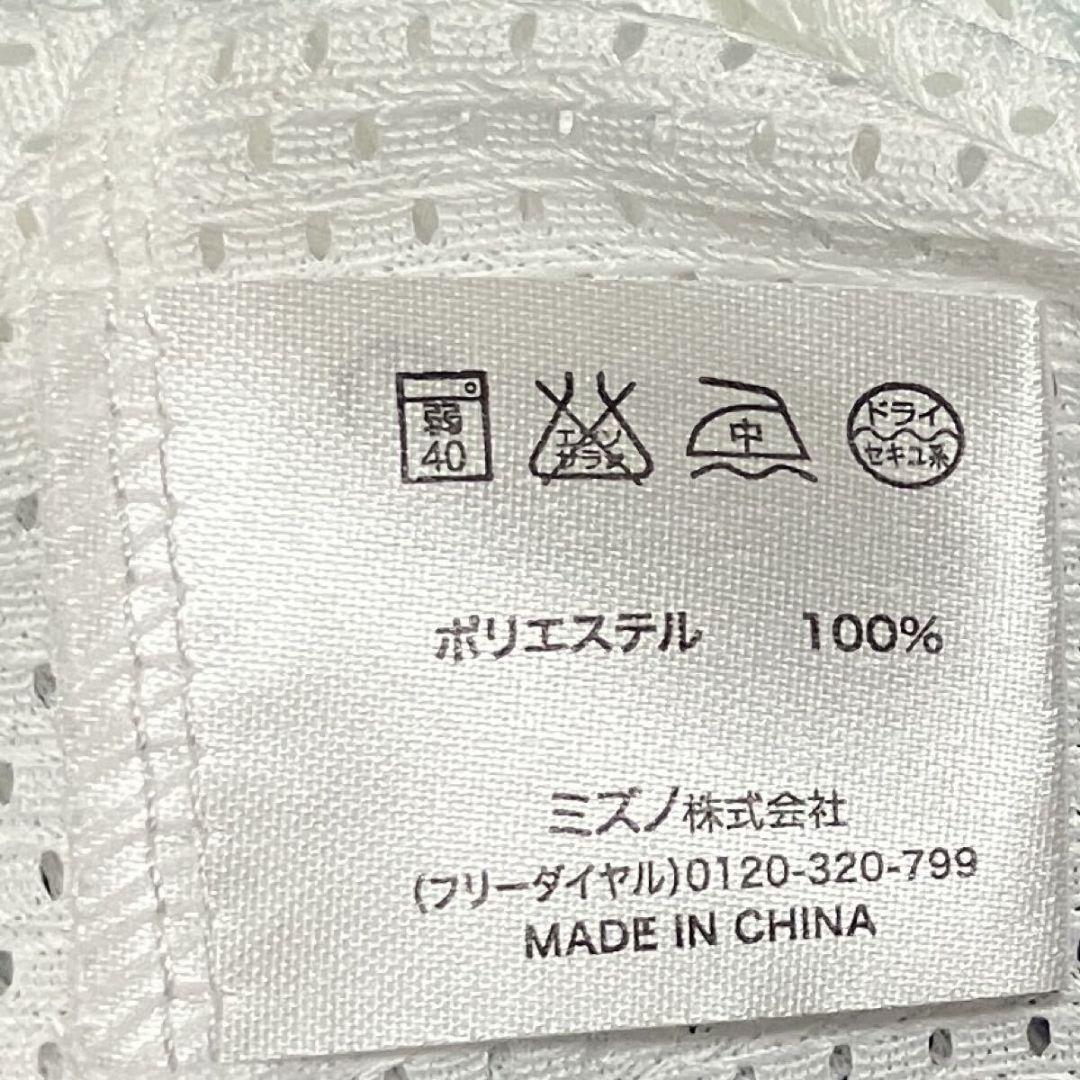 弱 エンソ 中 ドライ
40 サラシ セキユ系
ポリエステル 100%
ミズノ株式会社
(フリーダイヤル)0120-320-799
MADE IN CHINA